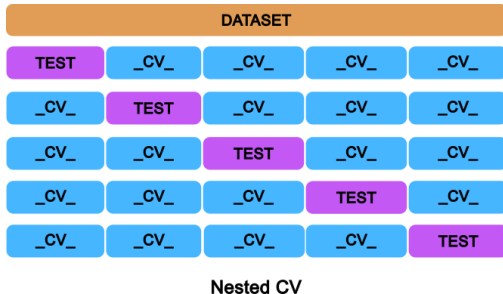 DATASET
TEST _CV_ _CV_ _CV_ _CV_
_CV_ TEST _CV_ _CV_ _CV_
_CV_ _CV_ TEST _CV_ _CV_
_CV_ _CV_ _CV_ TEST _CV_
_CV_ _CV_ _CV_ _CV_ TEST
Nested CV